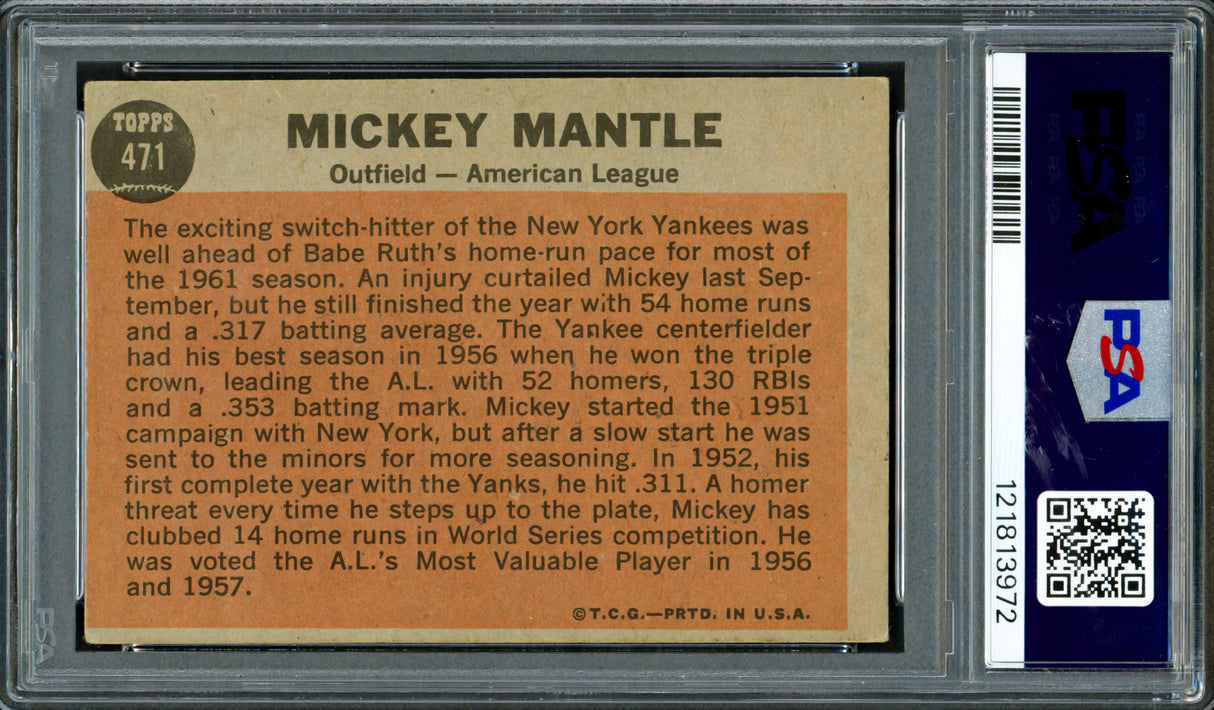 TOPPS
471
MICKEY MANTLE
Outfield — American League
The exciting switch-hitter of the New York Yankees was
well ahead of Babe Ruth's home-run pace for most of
the 1961 season. An injury curtailed Mickey last Sep-
tember, but he still finished the year with 54 home runs
and a .317 batting average. The Yankee centerfielder
had his best season in 1956 when he won the triple
crown, leading the A.L. with 52 homers, 130 RBIs
and a .353 batting mark. Mickey started the 1951
campaign with New York, but after a slow start he was
sent to the minors for more seasoning. In 1952, his
first complete year with the Yanks, he hit .311. A homer
threat every time he steps up to the plate, Mickey has
clubbed 14 home runs in World Series competition. He
was voted the A.L.'s Most Valuable Player in 1956
and 1957.
©T.C.G.—PRTD. IN U.S.A.
PSA
PSA
121813972
PSA